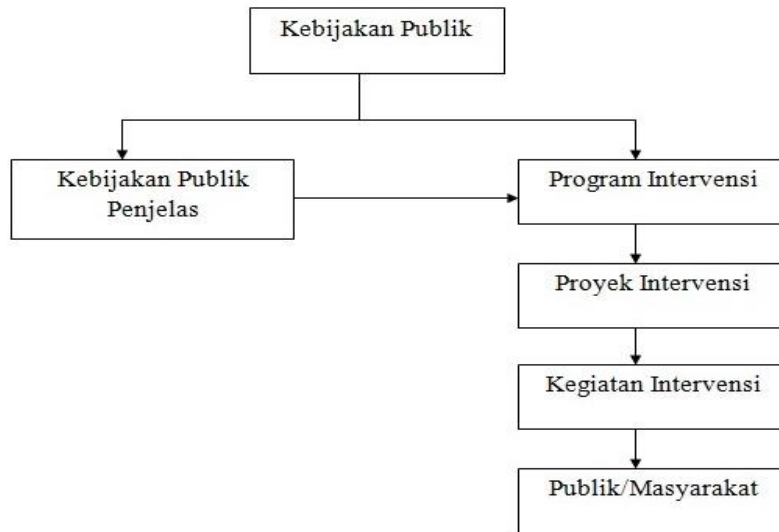 Kebijakan Publik
Kebijakan Publik
Penjelas
Program Intervensi
Proyek Intervensi
Kegiatan Intervensi
Publik/Masyarakat